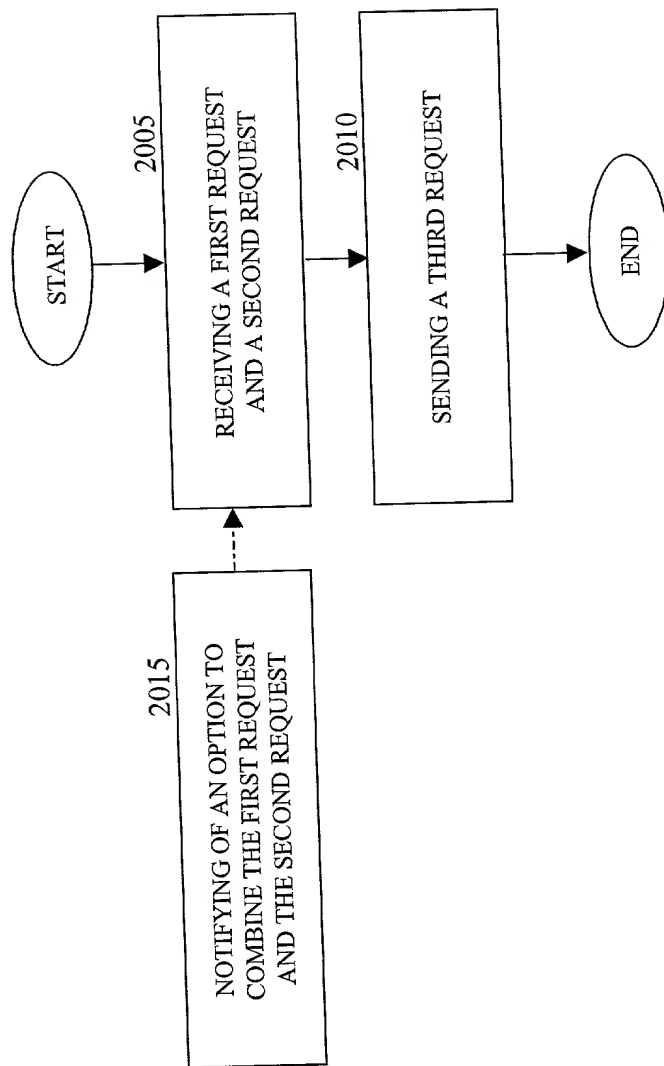 START
2005
RECEIVING A FIRST REQUEST
AND A SECOND REQUEST
2010
SENDING A THIRD REQUEST
END
2015
NOTIFYING OF AN OPTION TO
COMBINE THE FIRST REQUEST
AND THE SECOND REQUEST